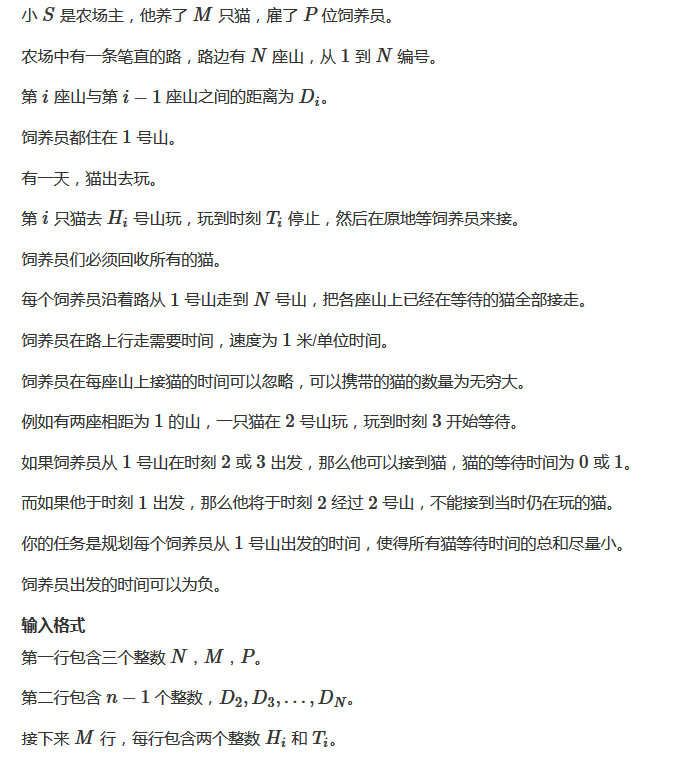 小 S 是农场主，他养了 M 只猫，雇了 P 位饲养员。
农场中有一条笔直的路，路边有 N 座山，从 1 到 N 编号。
第 i 座山与第 i − 1 座山之间的距离为 D_i。
饲养员都住在 1 号山。
有一天，猫出去玩。
第 i 只猫去 H_i 号山玩，玩到时刻 T_i 停止，然后在原地等饲养员来接。
饲养员们必须回收所有的猫。
每个饲养员沿着路从 1 号山走到 N 号山，把各座山上已经在等待的猫全部接走。
饲养员在路上行走需要时间，速度为 1 米/单位时间。
饲养员在每座山上接猫的时间可以忽略，可以携带的猫的数量为无穷大。
例如有两座相距为 1 的山，一只猫在 2 号山玩，玩到时刻 3 开始等待。
如果饲养员从 1 号山在时刻 2 或 3 出发，那么他可以接到猫，猫的等待时间为 0 或 1。
而如果他于时刻 1 出发，那么他将于时刻 2 经过 2 号山，不能接到当时仍在玩的猫。
你的任务是规划每个饲养员从 1 号山出发的时间，使得所有猫等待时间的总和尽量小。
饲养员出发的时间可以为负。
输入格式
第一行包含三个整数 N，M，P。
第二行包含 n − 1 个整数，D_2, D_3, . . . , D_N。
接下来 M 行，每行包含两个整数 H_i 和 T_i。